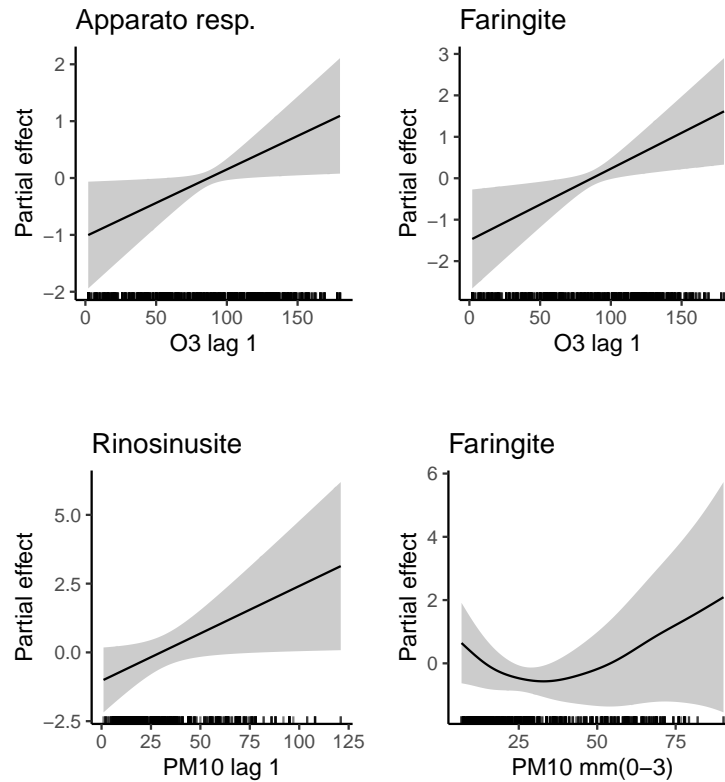 Apparato resp.
Partial effect
2
1
0
−1
−2
0 50 100 150
O3 lag 1
Faringite
Partial effect
3
2
1
0
−1
−2
0 50 100 150
O3 lag 1
Rinosinusite
Partial effect
5.0
2.5
0.0
−2.5
0 25 50 75 100 125
PM10 lag 1
Faringite
Partial effect
6
4
2
0
25 50 75
PM10 mm(0−3)